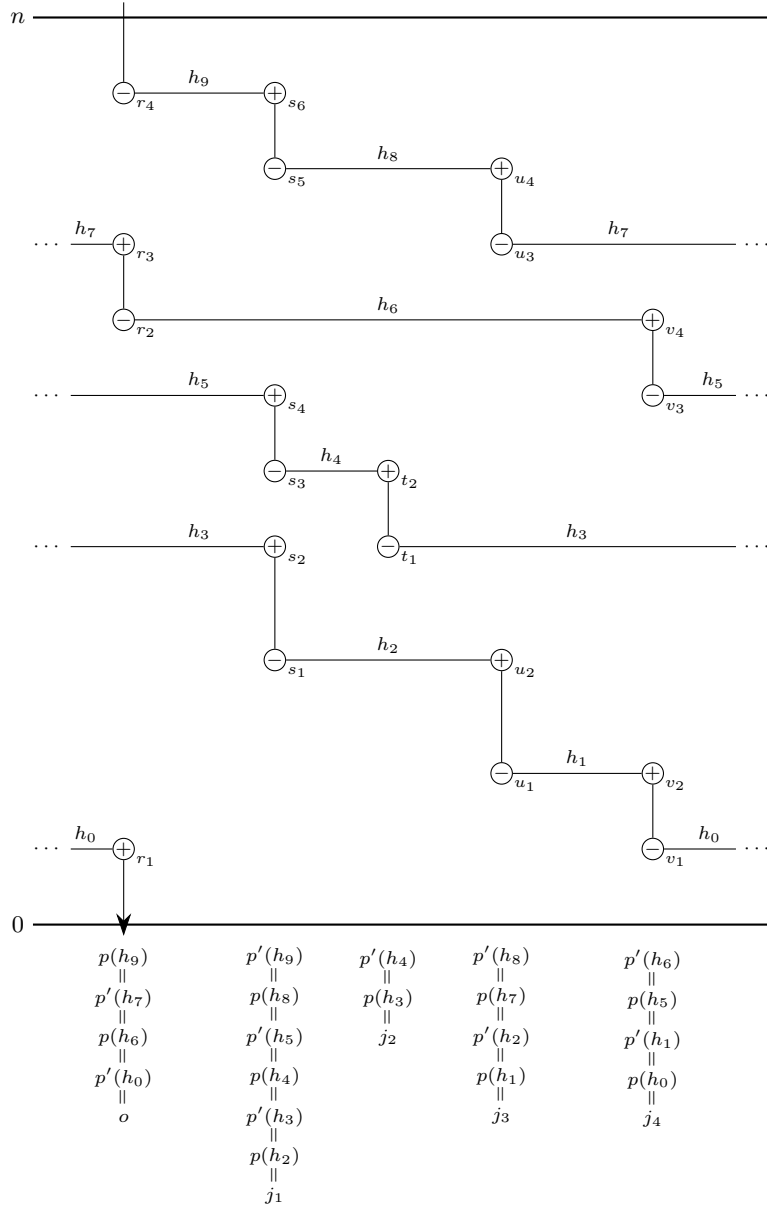 n
h₉
− r₄ + s₆
h₈
− s₅ + u₄
h₇ h₇
··· + r₃ − u₃ ···
h₆
− r₂ + v₄
h₅ h₅
··· + s₄ − v₃ ···
h₄
− s₃ + t₂
h₃ h₃
··· + s₂ − t₁ ···
h₂
− s₁ + u₂
h₁
− u₁ + v₂
h₀ h₀
··· + r₁ − v₁ ···
0
p(h₉) p′(h₉) p′(h₄) p′(h₈) p′(h₆)
= = = = =
p′(h₇) p(h₈) p(h₃) p(h₇) p(h₅)
= = = = =
p(h₆) p′(h₅) j₂ p′(h₂) p′(h₁)
= = = =
p′(h₀) p(h₄) p(h₁) p(h₀)
= = = =
o p′(h₃) j₃ j₄
=
p(h₂)
=
j₁